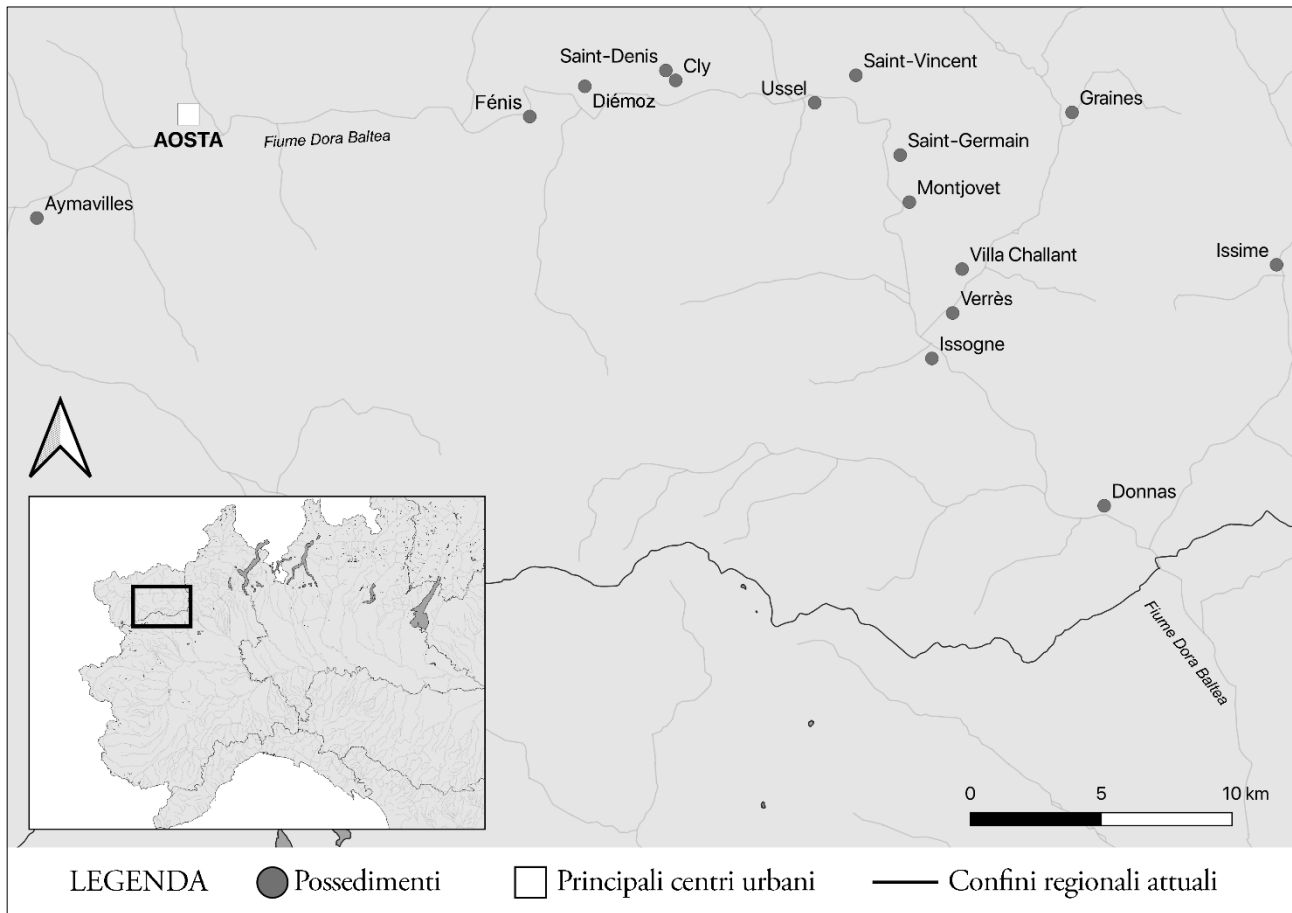 Saint-Denis
Cly
Saint-Vincent
Ussel
Diémoz
Fénis
Graines
AOSTA
Fiume Dora Baltea
Saint-Germain
Montjovet
Aymavilles
Villa Challant
Issime
Verrès
Issogne
Donnas
Fiume Dora Baltea
0 5 10 km
LEGENDA Possedimenti Principali centri urbani Confini regionali attuali